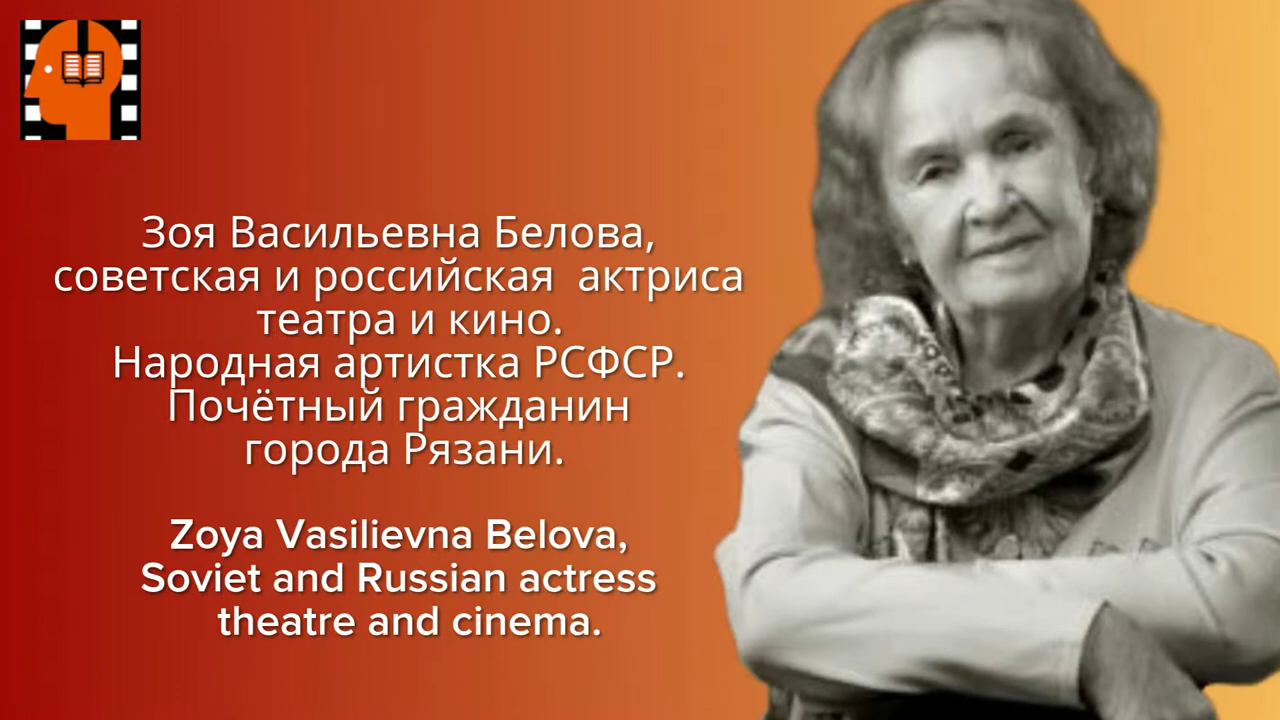 Зоя Васильевна Белова,
советская и российская актриса
театра и кино.
Народная артистка РСФСР.
Почётный гражданин
города Рязани.
Zoya Vasilievna Belova,
Soviet and Russian actress
theatre and cinema.